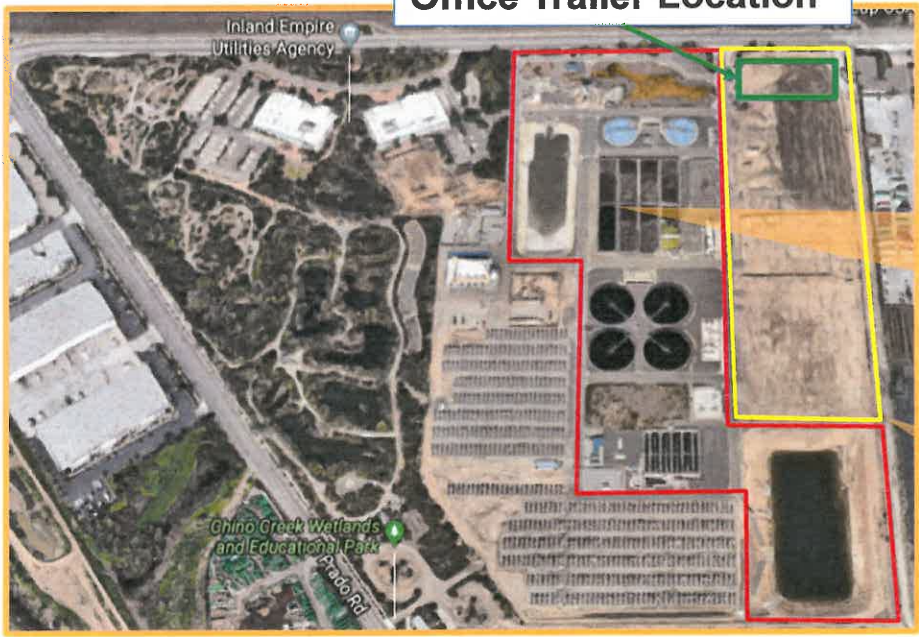 Office Trailer Location
Inland Empire
Utilities Agency
Chino Creek Wetlands
and Educational Park
Prado Rd